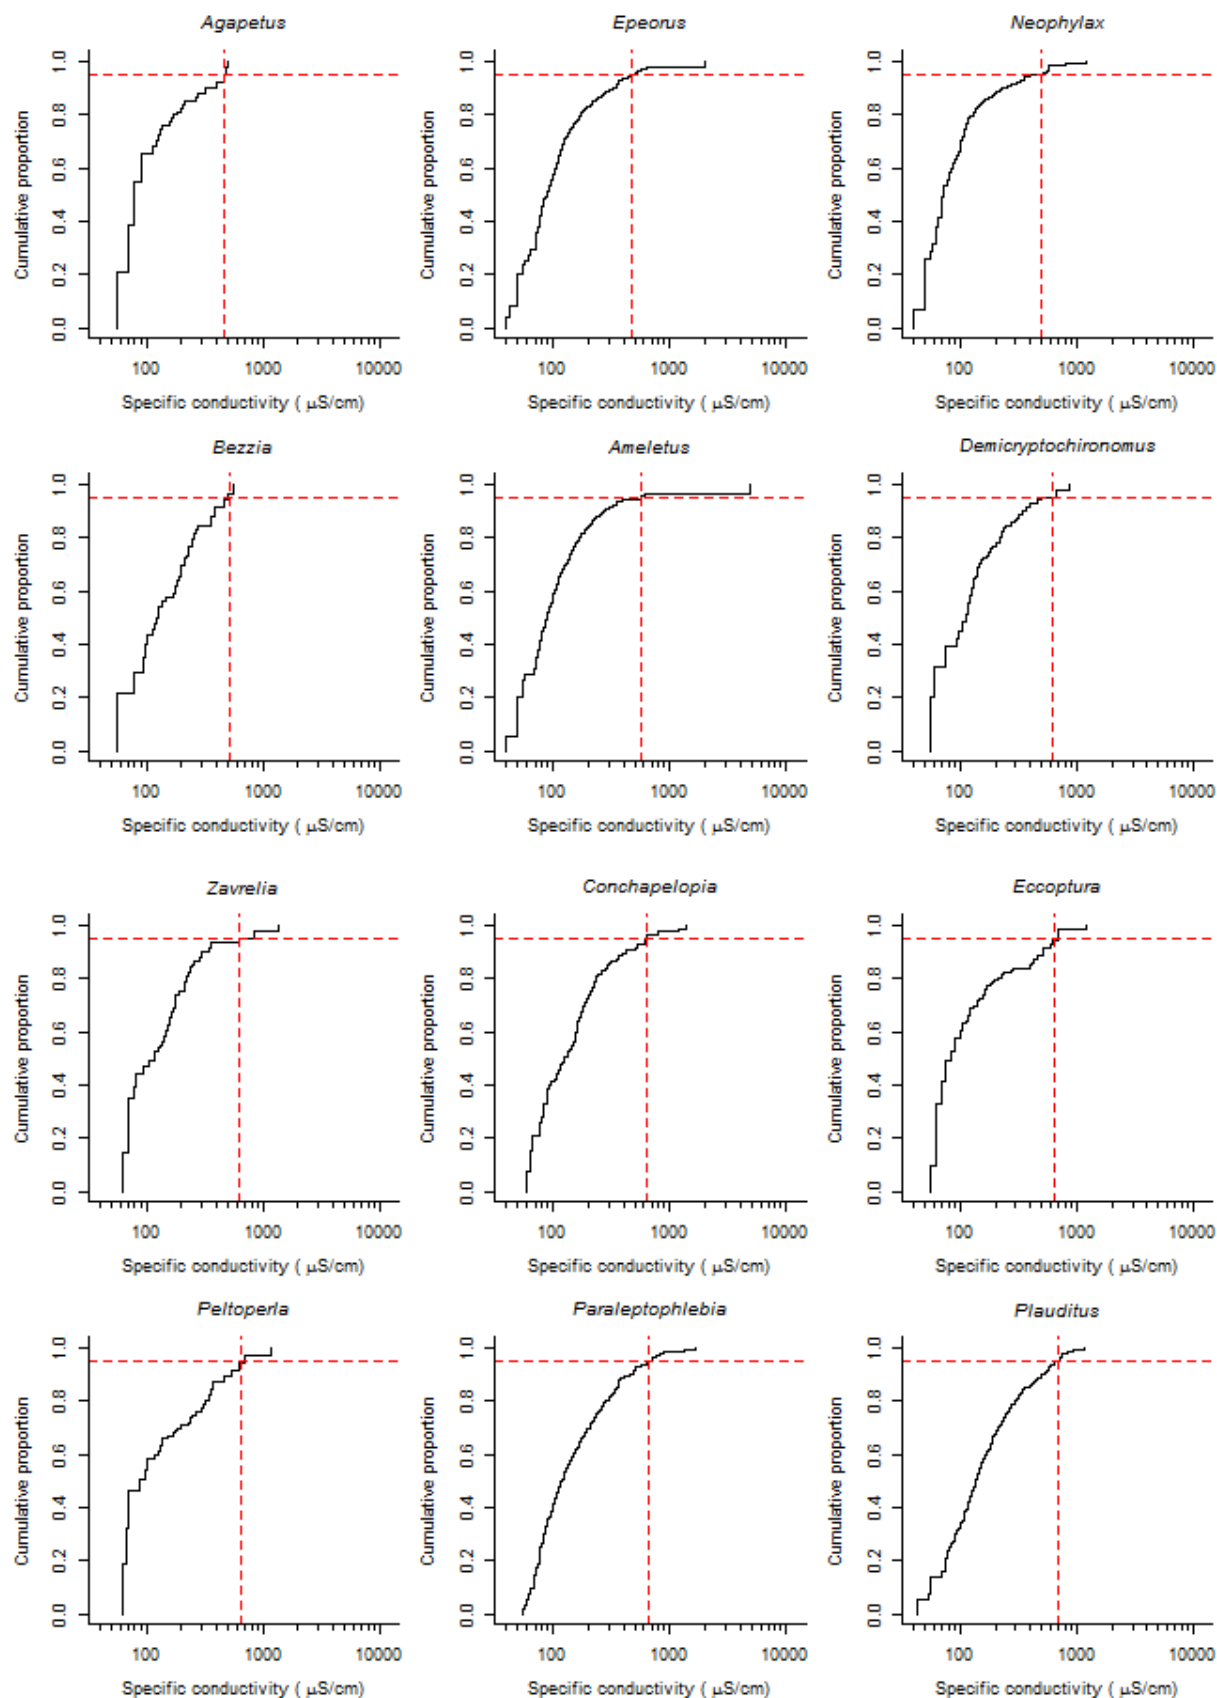 Agapetus Epeorus Neophylax
Cumulative proportion Cumulative proportion Cumulative proportion
0.0 0.2 0.4 0.6 0.8 1.0 0.0 0.2 0.4 0.6 0.8 1.0 0.0 0.2 0.4 0.6 0.8 1.0
100 1000 10000 100 1000 10000 100 1000 10000
Specific conductivity ( μS/cm) Specific conductivity ( μS/cm) Specific conductivity ( μS/cm)
Bezzia Ameletus Demicryptochironomus
Cumulative proportion Cumulative proportion Cumulative proportion
0.0 0.2 0.4 0.6 0.8 1.0 0.0 0.2 0.4 0.6 0.8 1.0 0.0 0.2 0.4 0.6 0.8 1.0
100 1000 10000 100 1000 10000 100 1000 10000
Specific conductivity ( μS/cm) Specific conductivity ( μS/cm) Specific conductivity ( μS/cm)
Zavrelia Conchapelopia Eccoptura
Cumulative proportion Cumulative proportion Cumulative proportion
0.0 0.2 0.4 0.6 0.8 1.0 0.0 0.2 0.4 0.6 0.8 1.0 0.0 0.2 0.4 0.6 0.8 1.0
100 1000 10000 100 1000 10000 100 1000 10000
Specific conductivity ( μS/cm) Specific conductivity ( μS/cm) Specific conductivity ( μS/cm)
Peltoperla Paraleptophlebia Plauditus
Cumulative proportion Cumulative proportion Cumulative proportion
0.0 0.2 0.4 0.6 0.8 1.0 0.0 0.2 0.4 0.6 0.8 1.0 0.0 0.2 0.4 0.6 0.8 1.0
100 1000 10000 100 1000 10000 100 1000 10000
Specific conductivity ( μS/cm) Specific conductivity ( μS/cm) Specific conductivity ( μS/cm)